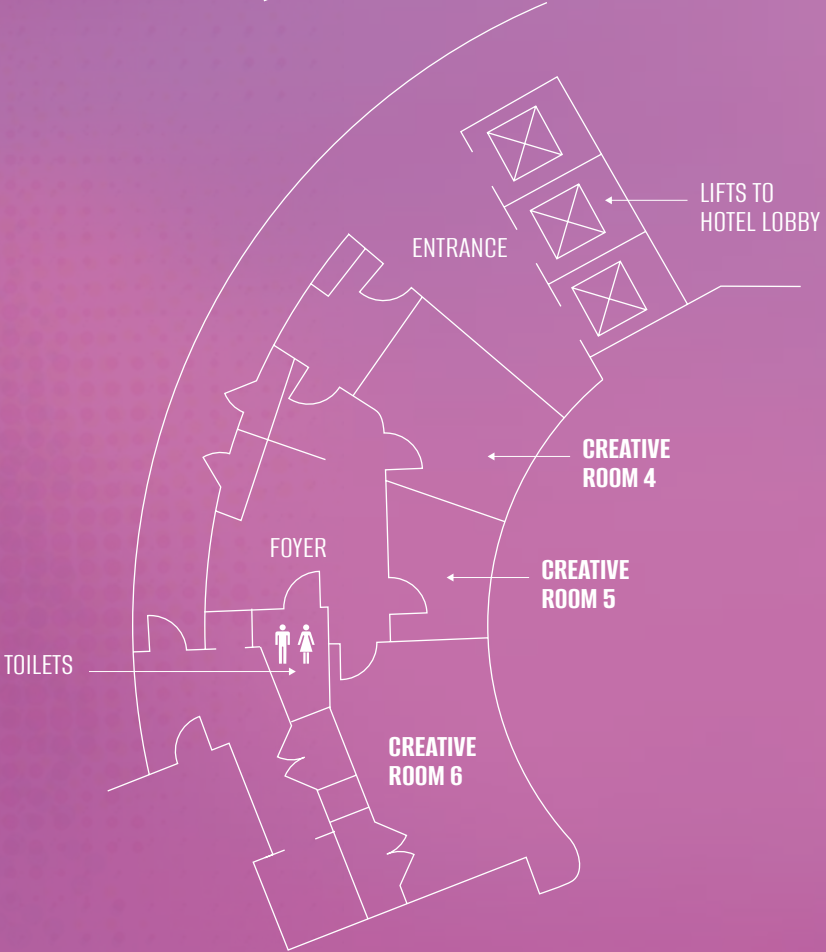 LIFTS TO
HOTEL LOBBY
ENTRANCE
CREATIVE
ROOM 4
FOYER
CREATIVE
ROOM 5
TOILETS
CREATIVE
ROOM 6